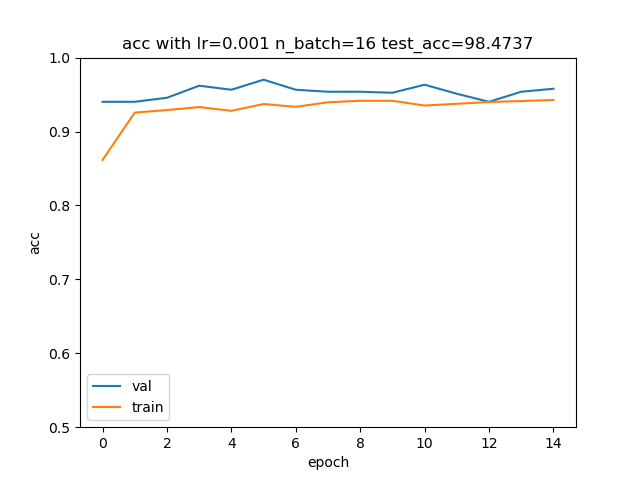 acc with lr=0.001 n_batch=16 test_acc=98.4737
1.0
0.9
0.8
0.7
0.6
0.5
acc
val
train
0 2 4 6 8 10 12 14
epoch